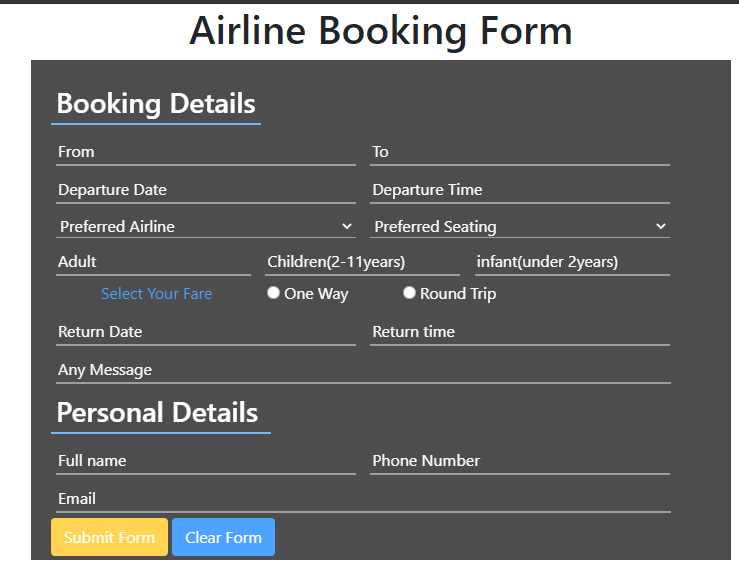 Airline Booking Form
Booking Details
From To
Departure Date Departure Time
Preferred Airline Preferred Seating
Adult Children(2-11years) infant(under 2years)
Select Your Fare One Way Round Trip
Return Date Return time
Any Message
Personal Details
Full name Phone Number
Email
Submit Form Clear Form